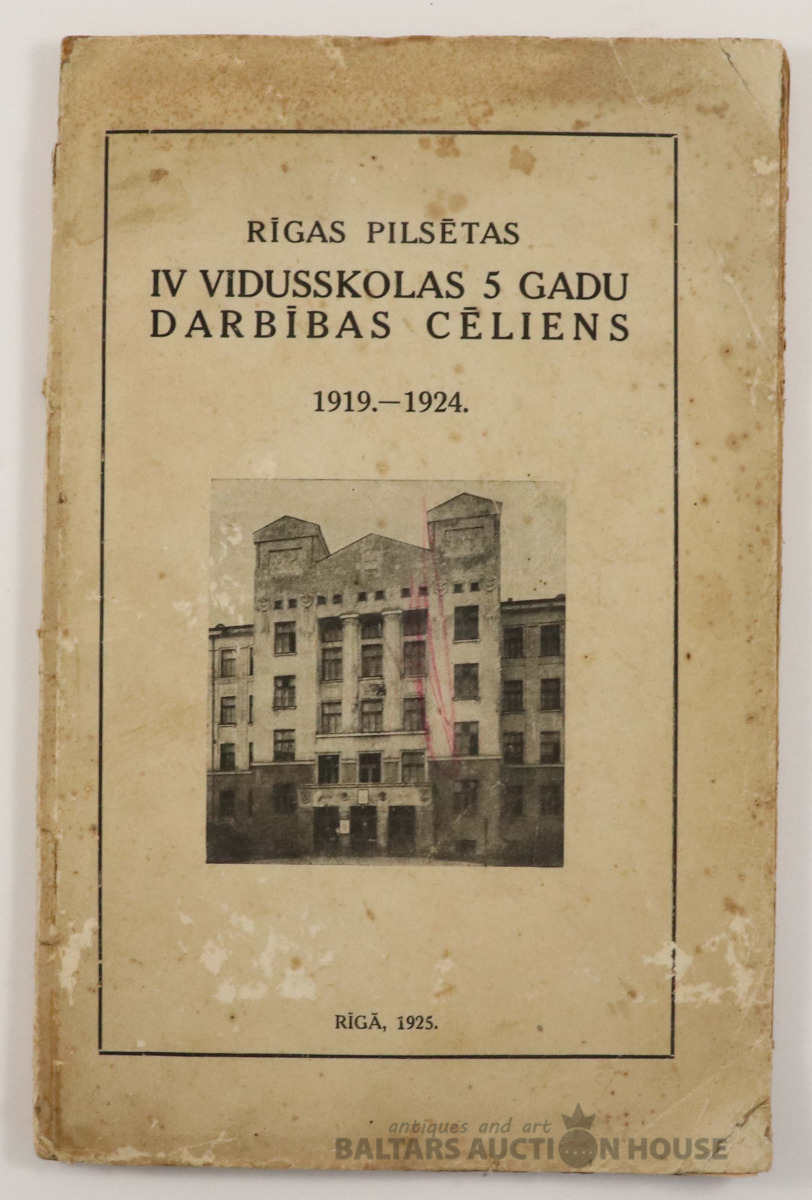 RĪGAS PILSĒTAS
IV VIDUSSKOLAS 5 GADU
DARBĪBAS CĒLIENS
1919.—1924.
RĪGĀ, 1925.
antiques and art
BALTARS AUCTION HOUSE